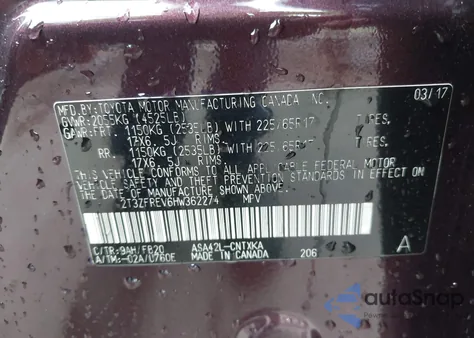 MFD.BY:TOYOTA MOTOR MANUFACTURING CANADA INC. 03/17
GVWR:2055KG (4525LB)
GAWR:FRT. 1150KG (2535LB) WITH 225/65R17 TIRES,
17X6.5J RIMS
RR. 1150KG (2535LB) WITH 225/65R17 TIRES,
17X6.5J RIMS
THIS VEHICLE CONFORMS TO ALL APPLICABLE FEDERAL MOTOR
VEHICLE SAFETY AND THEFT PREVENTION STANDARDS IN EFFECT ON
THE DATE OF MANUFACTURE SHOWN ABOVE.
2T3ZFREV6HW362274 MPV
C/TR:9AH/FB20 ASA42L-CNTXKA A
A/TM:-02A/U760E MADE IN CANADA 206
autoSnap